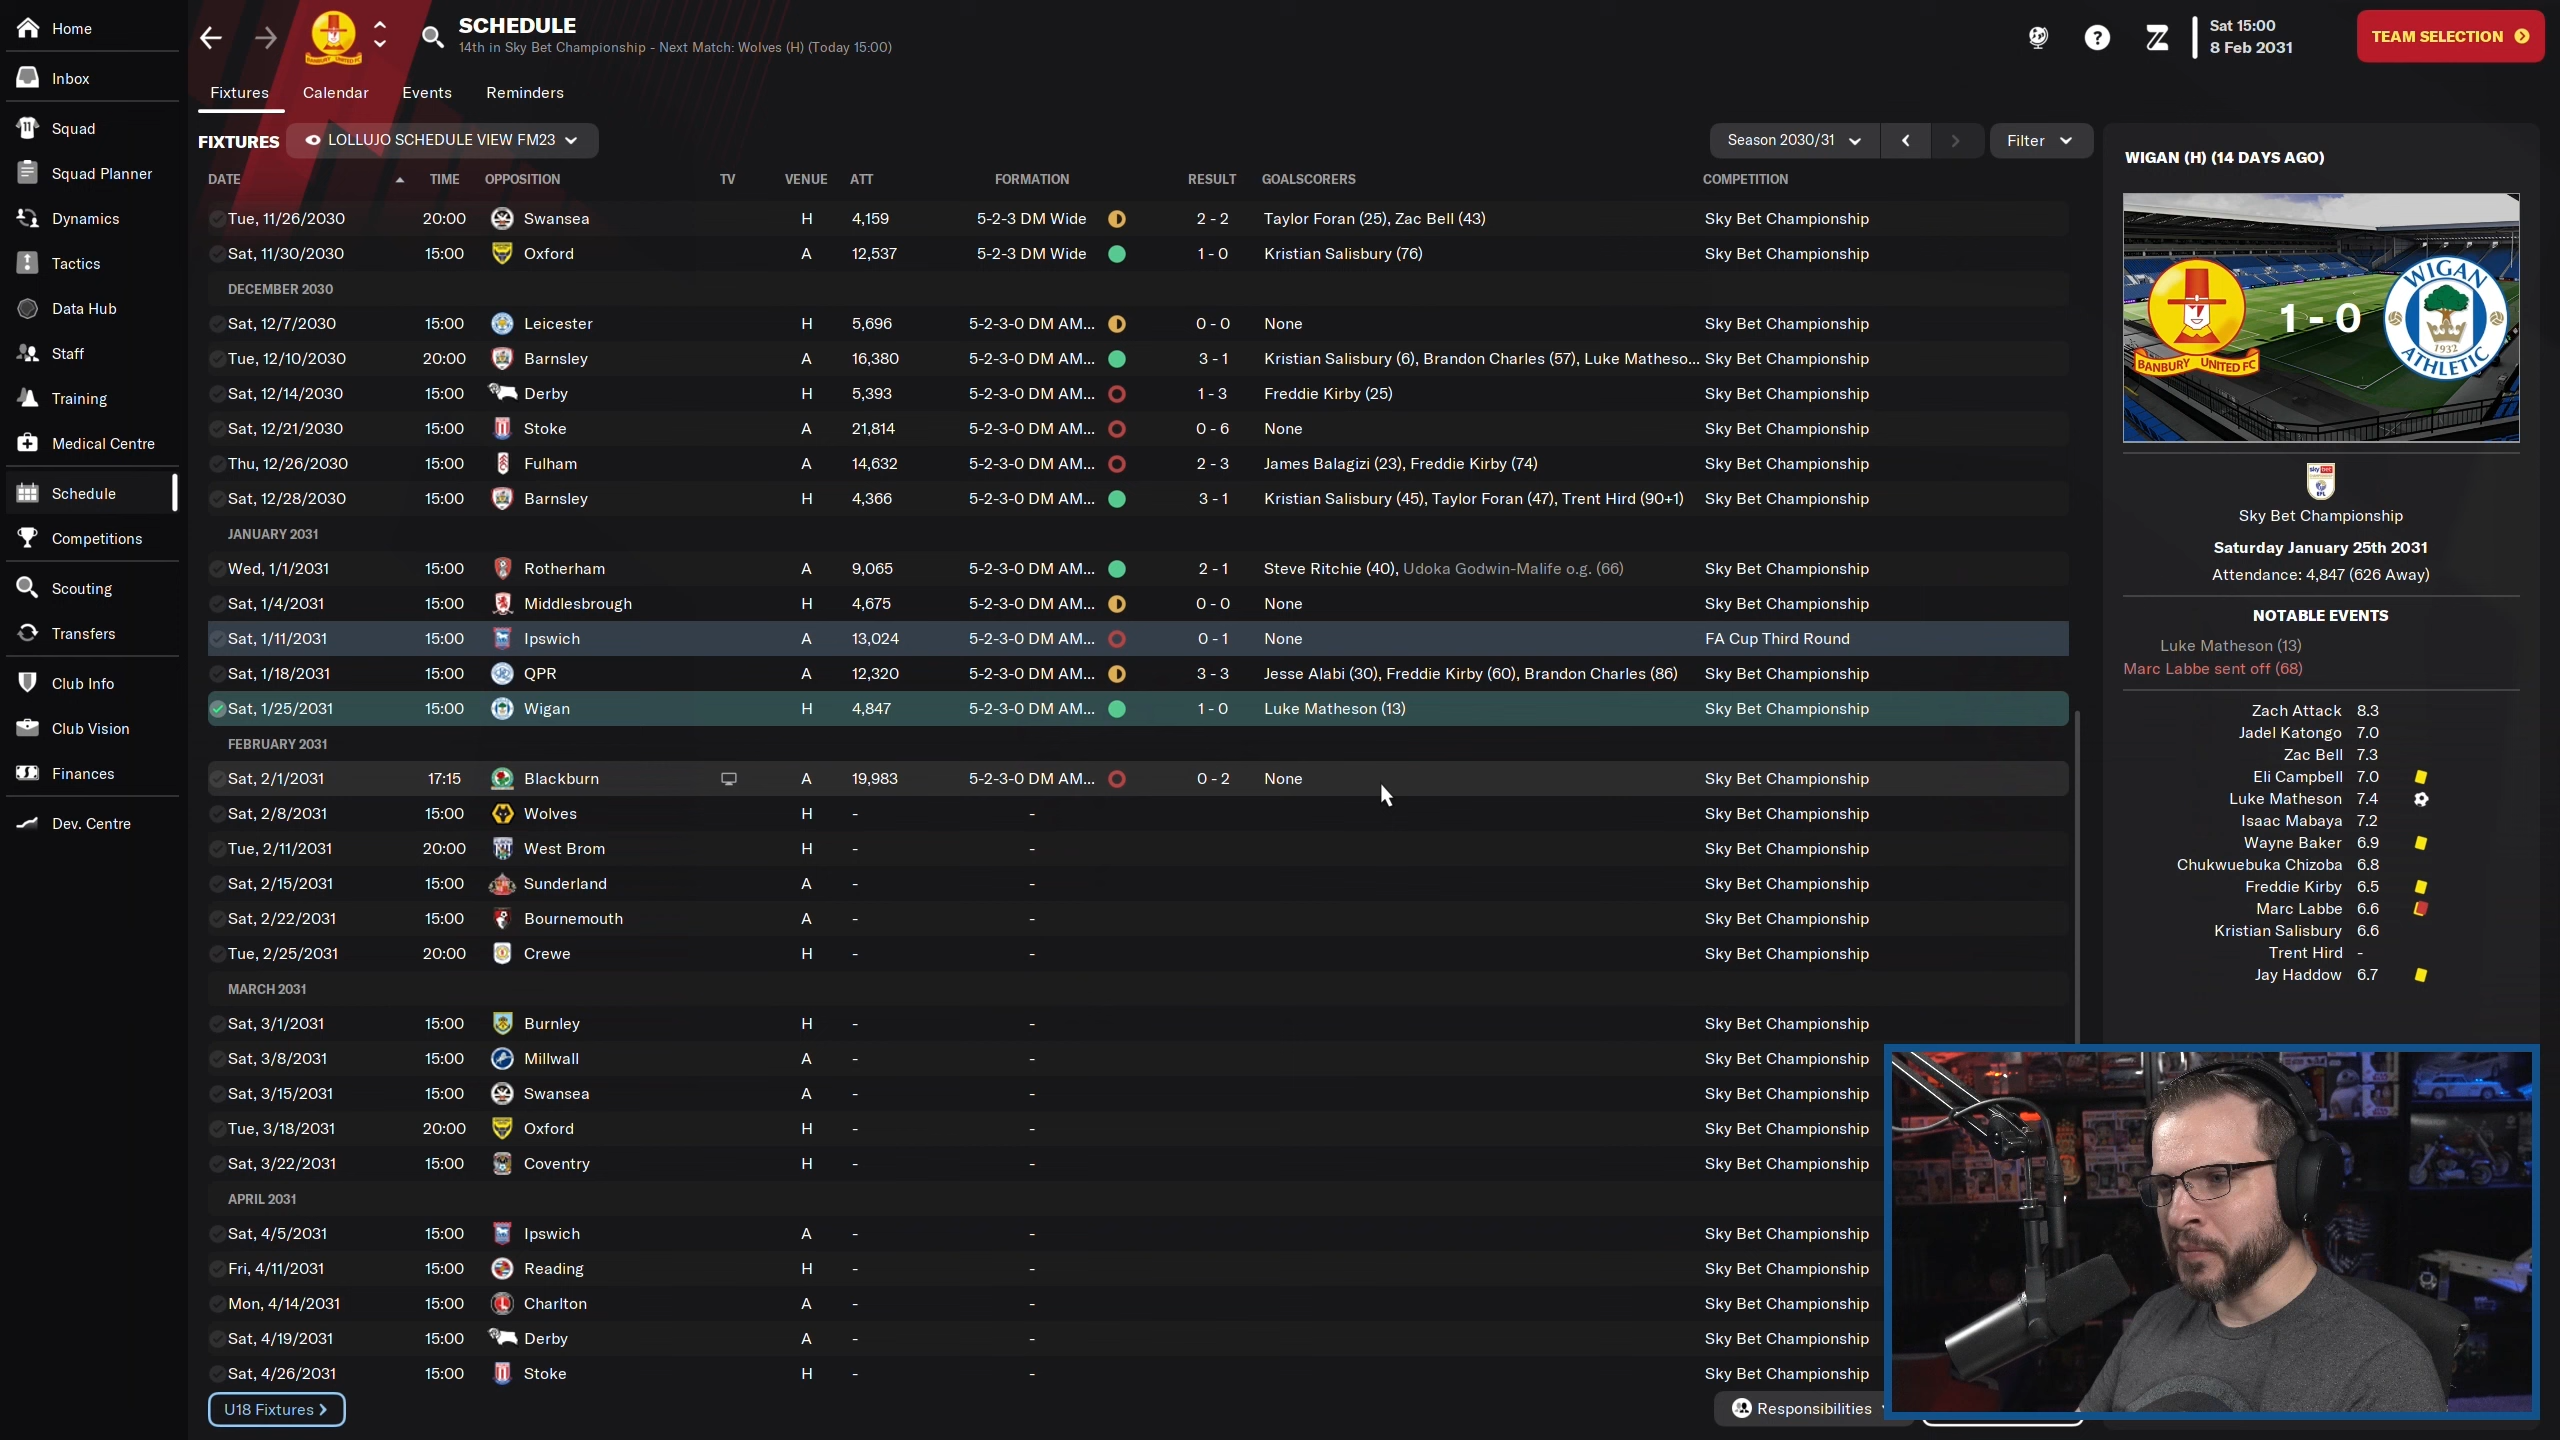 Home
Inbox
Squad
Squad Planner
Dynamics
Tactics
Data Hub
Staff
Training
Medical Centre
Schedule
Competitions
Scouting
Transfers
Club Info
Club Vision
Finances
Dev. Centre
BANBURY UNITED FC
SCHEDULE
14th in Sky Bet Championship - Next Match: Wolves (H) (Today 15:00)
Sat 15:00
8 Feb 2031
TEAM SELECTION
Fixtures Calendar Events Reminders
FIXTURES LOLLUJO SCHEDULE VIEW FM23 Season 2030/31 Filter
DATE TIME OPPOSITION TV VENUE ATT FORMATION RESULT GOALSCORERS COMPETITION
Tue, 11/26/2030 20:00 Swansea H 4,159 5-2-3 DM Wide 2 - 2 Taylor Foran (25), Zac Bell (43) Sky Bet Championship
Sat, 11/30/2030 15:00 Oxford A 12,537 5-2-3 DM Wide 1 - 0 Kristian Salisbury (76) Sky Bet Championship
DECEMBER 2030
Sat, 12/7/2030 15:00 Leicester H 5,696 5-2-3-0 DM AM... 0 - 0 None Sky Bet Championship
Tue, 12/10/2030 20:00 Barnsley A 16,380 5-2-3-0 DM AM... 3 - 1 Kristian Salisbury (6), Brandon Charles (57), Luke Matheso... Sky Bet Championship
Sat, 12/14/2030 15:00 Derby H 5,393 5-2-3-0 DM AM... 1 - 3 Freddie Kirby (25) Sky Bet Championship
Sat, 12/21/2030 15:00 Stoke A 21,814 5-2-3-0 DM AM... 0 - 6 None Sky Bet Championship
Thu, 12/26/2030 15:00 Fulham A 14,632 5-2-3-0 DM AM... 2 - 3 James Balagizi (23), Freddie Kirby (74) Sky Bet Championship
Sat, 12/28/2030 15:00 Barnsley H 4,366 5-2-3-0 DM AM... 3 - 1 Kristian Salisbury (45), Taylor Foran (47), Trent Hird (90+1) Sky Bet Championship
JANUARY 2031
Wed, 1/1/2031 15:00 Rotherham A 9,065 5-2-3-0 DM AM... 2 - 1 Steve Ritchie (40), Udoka Godwin-Malife o.g. (66) Sky Bet Championship
Sat, 1/4/2031 15:00 Middlesbrough H 4,675 5-2-3-0 DM AM... 0 - 0 None Sky Bet Championship
Sat, 1/11/2031 15:00 Ipswich A 13,024 5-2-3-0 DM AM... 0 - 1 None FA Cup Third Round
Sat, 1/18/2031 15:00 QPR A 12,320 5-2-3-0 DM AM... 3 - 3 Jesse Alabi (30), Freddie Kirby (60), Brandon Charles (86) Sky Bet Championship
Sat, 1/25/2031 15:00 Wigan H 4,847 5-2-3-0 DM AM... 1 - 0 Luke Matheson (13) Sky Bet Championship
FEBRUARY 2031
Sat, 2/1/2031 17:15 Blackburn A 19,983 5-2-3-0 DM AM... 0 - 2 None Sky Bet Championship
Sat, 2/8/2031 15:00 Wolves H - - Sky Bet Championship
Tue, 2/11/2031 20:00 West Brom H - - Sky Bet Championship
Sat, 2/15/2031 15:00 Sunderland A - - Sky Bet Championship
Sat, 2/22/2031 15:00 Bournemouth A - - Sky Bet Championship
Tue, 2/25/2031 20:00 Crewe H - - Sky Bet Championship
MARCH 2031
Sat, 3/1/2031 15:00 Burnley H - - Sky Bet Championship
Sat, 3/8/2031 15:00 Millwall A - - Sky Bet Championship
Sat, 3/15/2031 15:00 Swansea A - - Sky Bet Championship
Tue, 3/18/2031 20:00 Oxford H - - Sky Bet Championship
Sat, 3/22/2031 15:00 Coventry H - - Sky Bet Championship
APRIL 2031
Sat, 4/5/2031 15:00 Ipswich A - - Sky Bet Championship
Fri, 4/11/2031 15:00 Reading H - - Sky Bet Championship
Mon, 4/14/2031 15:00 Charlton A - - Sky Bet Championship
Sat, 4/19/2031 15:00 Derby A - - Sky Bet Championship
Sat, 4/26/2031 15:00 Stoke H - - Sky Bet Championship
U18 Fixtures
Responsibilities
WIGAN (H) (14 DAYS AGO)
BANBURY UNITED FC
1 - 0
WIGAN
1932
ATHLETIC
sky bet
EFL
Sky Bet Championship
Saturday January 25th 2031
Attendance: 4,847 (626 Away)
NOTABLE EVENTS
Luke Matheson (13)
Marc Labbe sent off (68)
Zach Attack 8.3
Jadel Katongo 7.0
Zac Bell 7.3
Eli Campbell 7.0
Luke Matheson 7.4
Isaac Mabaya 7.2
Wayne Baker 6.9
Chukwuebuka Chizoba 6.8
Freddie Kirby 6.5
Marc Labbe 6.6
Kristian Salisbury 6.6
Trent Hird -
Jay Haddow 6.7